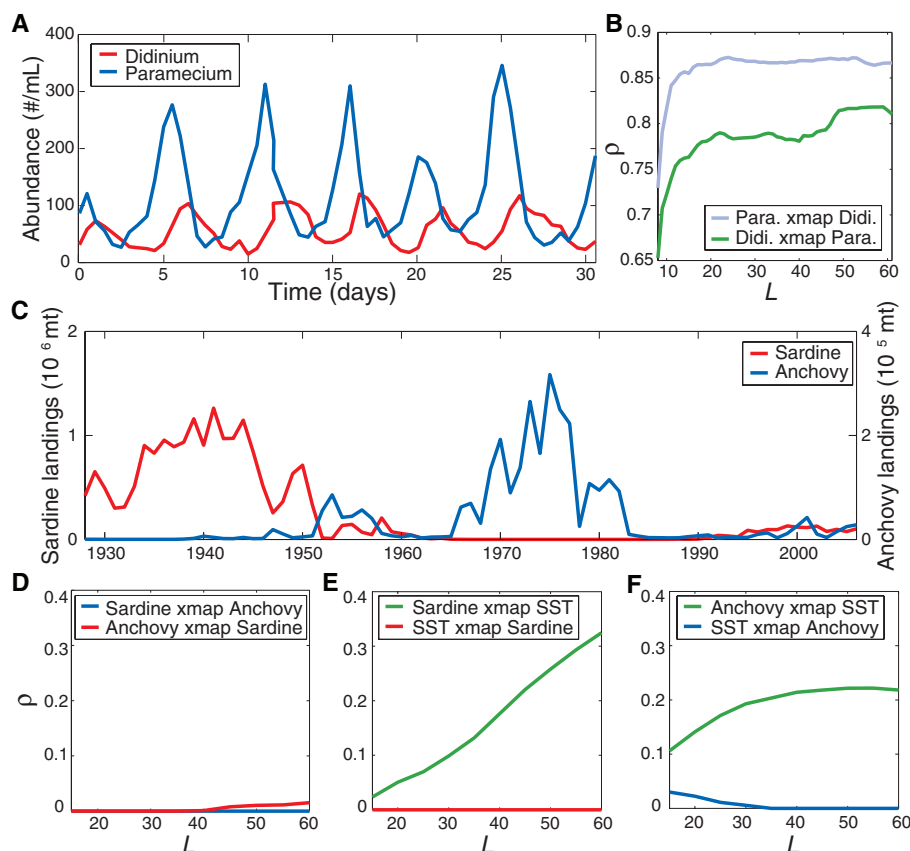 A
Abundance (#/mL)
400
300
200
100
0
Didinium
Paramecium
0 5 10 15 20 25 30
Time (days)
B
ρ
0.85
0.8
0.75
0.7
0.65
Para. xmap Didi.
Didi. xmap Para.
10 20 30 40 50 60
L
C
Sardine landings (10 6 mt)
2
1
0
Sardine
Anchovy
4
2
0
Anchovy landings (10 5 mt)
1930 1940 1950 1960 1970 1980 1990 2000
D
ρ
0.4
0.3
0.2
0.1
0
Sardine xmap Anchovy
Anchovy xmap Sardine
20 30 40 50 60
L
E
0.4
0.3
0.2
0.1
0
Sardine xmap SST
SST xmap Sardine
20 30 40 50 60
L
F
0.4
0.3
0.2
0.1
0
Anchovy xmap SST
SST xmap Anchovy
20 30 40 50 60
L